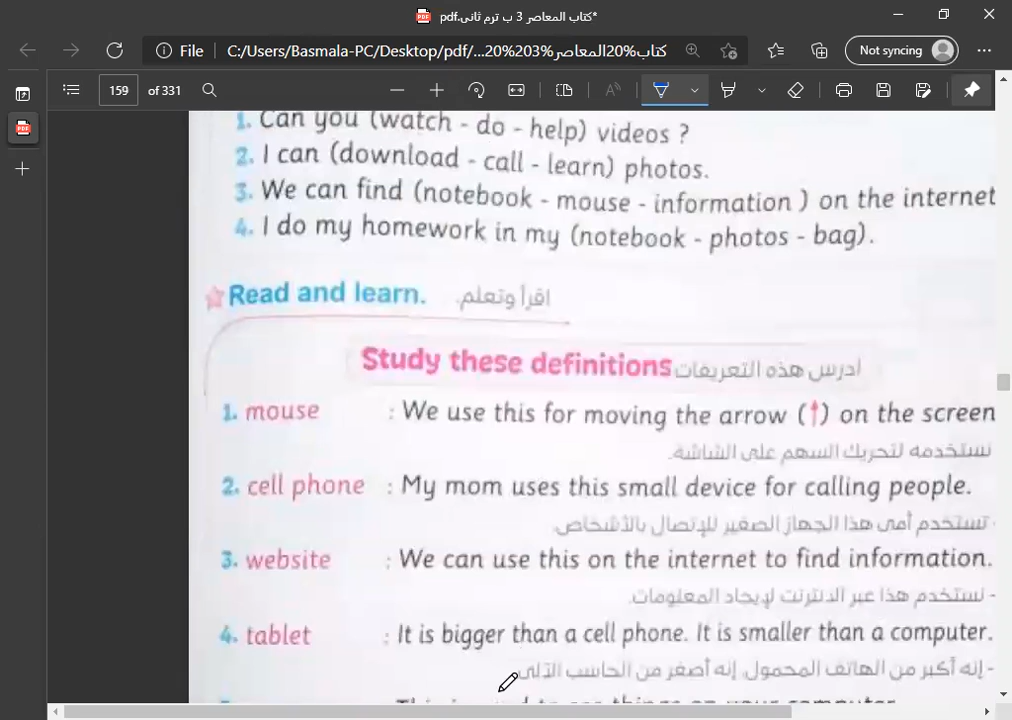 كتاب المعاصر 3 ب ترم ثانى.pdf*
File C:/Users/Basmala-PC/Desktop/pdf/...20%203%كتاب%20المعاصر Not syncing
159 of 331
1. Can you (watch - do - help) videos ?
2. I can (download - call - learn) photos.
3. We can find (notebook - mouse - information ) on the internet
4. I do my homework in my (notebook - photos - bag).
Read and learn. اقرأ وتعلم.
Study these definitions ادرس هذه التعريفات
1. mouse : We use this for moving the arrow (↑) on the screen
نستخدمه لتحريك السهم على الشاشة.
2. cell phone : My mom uses this small device for calling people.
- تستخدم أمى هذا الجهاز الصغير للإتصال بالأشخاص.
3. website : We can use this on the internet to find information.
- نستخدم هذا عبر الانترنت لإيجاد المعلومات.
4. tablet : It is bigger than a cell phone. It is smaller than a computer.
- إنه أكبر من الهاتف المحمول. إنه أصغر من الحاسب الآلى.